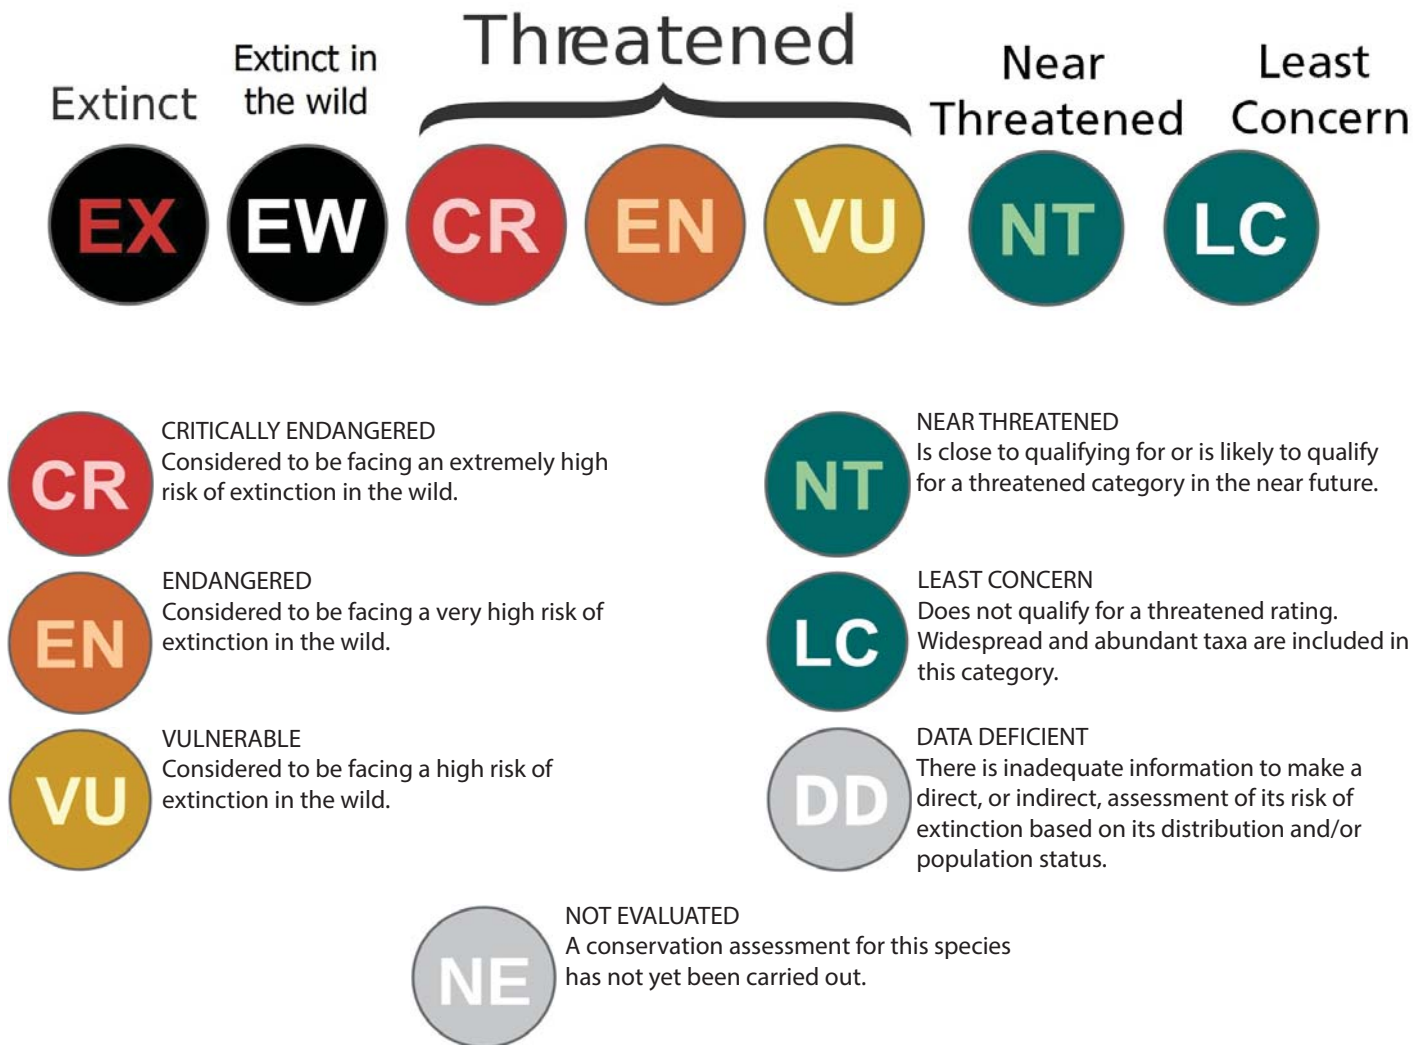 Threatened
Extinct
Extinct in
the wild
Near
Threatened
Least
Concern
EX
EW
CR
EN
VU
NT
LC
CR
CRITICALLY ENDANGERED
Considered to be facing an extremely high
risk of extinction in the wild.
EN
ENDANGERED
Considered to be facing a very high risk of
extinction in the wild.
VU
VULNERABLE
Considered to be facing a high risk of
extinction in the wild.
NT
NEAR THREATENED
Is close to qualifying for or is likely to qualify
for a threatened category in the near future.
LC
LEAST CONCERN
Does not qualify for a threatened rating.
Widespread and abundant taxa are included in
this category.
DD
DATA DEFICIENT
There is inadequate information to make a
direct, or indirect, assessment of its risk of
extinction based on its distribution and/or
population status.
NE
NOT EVALUATED
A conservation assessment for this species
has not yet been carried out.